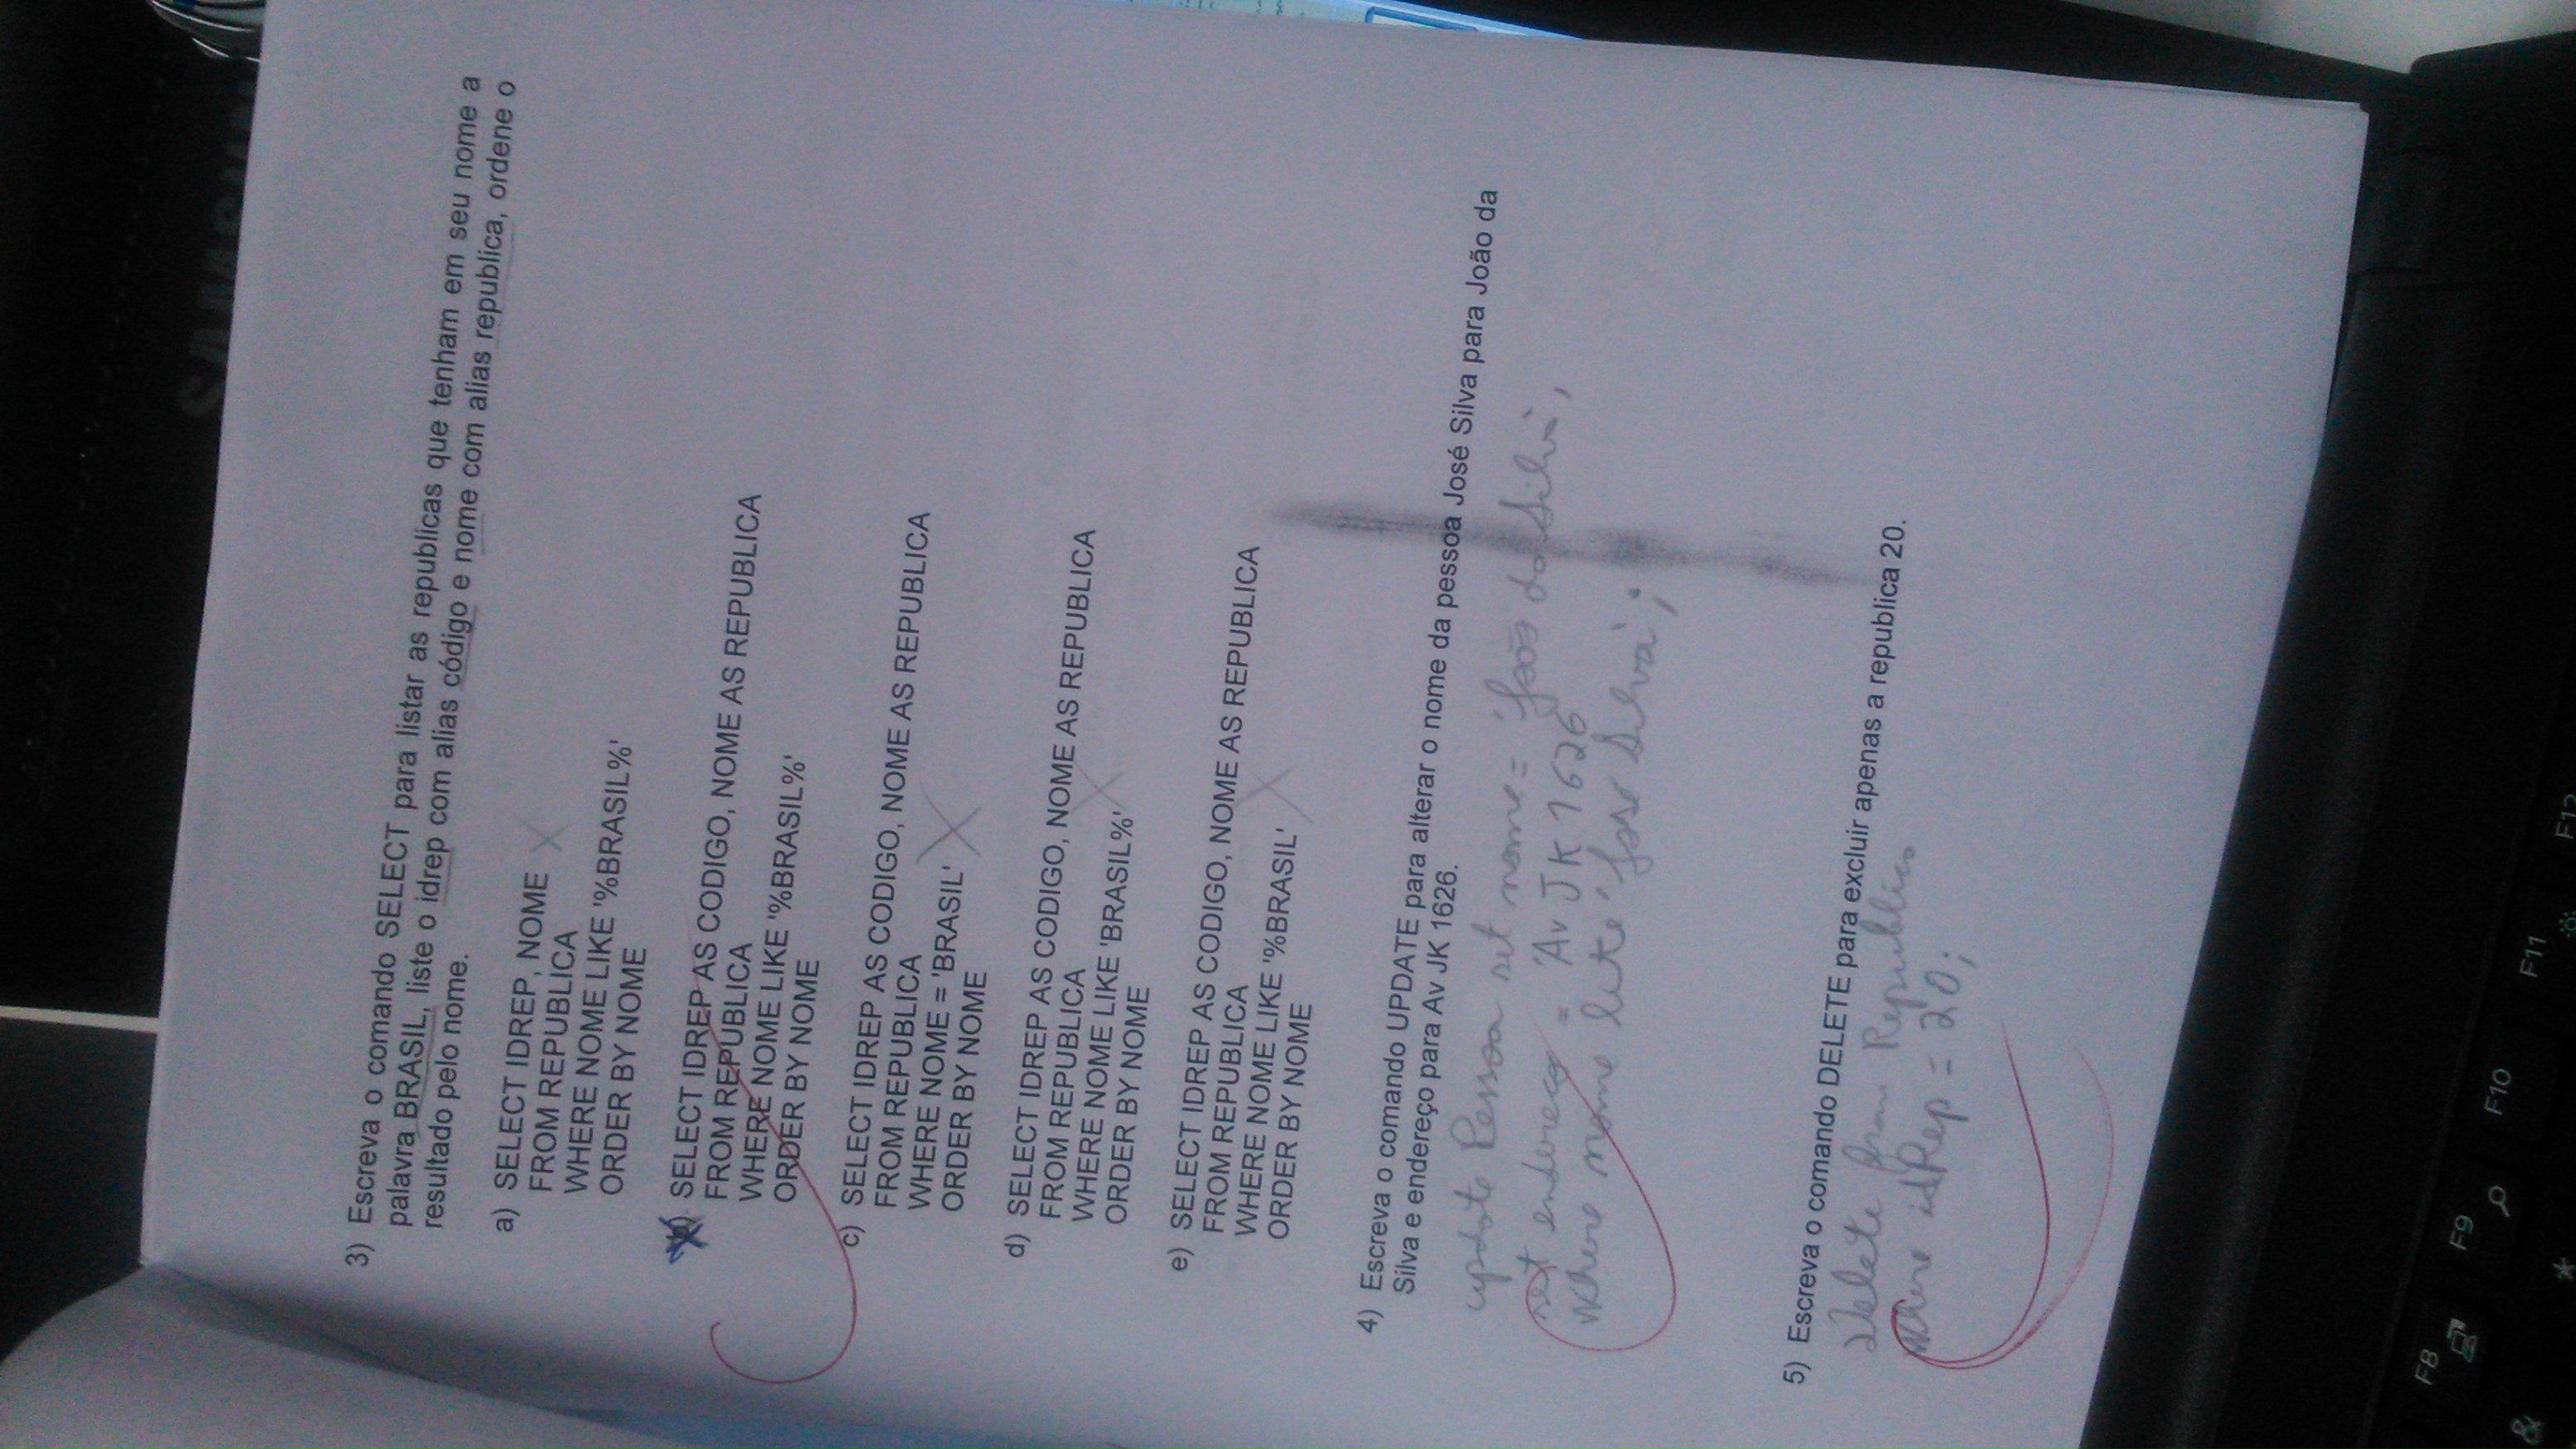 SAMSUN
3) Escreva o comando SELECT para listar as republicas que tenham em seu nome a
palavra BRASIL, liste o idrep com alias código e nome com alias republica, ordene o
resultado pelo nome.
a) SELECT IDREP, NOME
FROM REPUBLICA
WHERE NOME LIKE '%BRASIL%'
ORDER BY NOME
SELECT IDREP AS CODIGO, NOME AS REPUBLICA
FROM REPUBLICA
WHERE NOME LIKE '%BRASIL%'
ORDER BY NOME
c) SELECT IDREP AS CODIGO, NOME AS REPUBLICA
FROM REPUBLICA
WHERE NOME = 'BRASIL'
ORDER BY NOME
d) SELECT IDREP AS CODIGO, NOME AS REPUBLICA
FROM REPUBLICA
WHERE NOME LIKE 'BRASIL%'
ORDER BY NOME
e) SELECT IDREP AS CODIGO, NOME AS REPUBLICA
FROM REPUBLICA
WHERE NOME LIKE '%BRASIL'
ORDER BY NOME
4) Escreva o comando UPDATE para alterar o nome da pessoa José Silva para João da
Silva e endereço para Av JK 1626.
update Pessoa set nome = 'João da Silva',
set endereço = 'Av JK 1626
where nome like 'José Silva';
5) Escreva o comando DELETE para excluir apenas a republica 20.
Delete from Republica
where idRep = 20;
F8
F9
F10
F11
F12
&
*